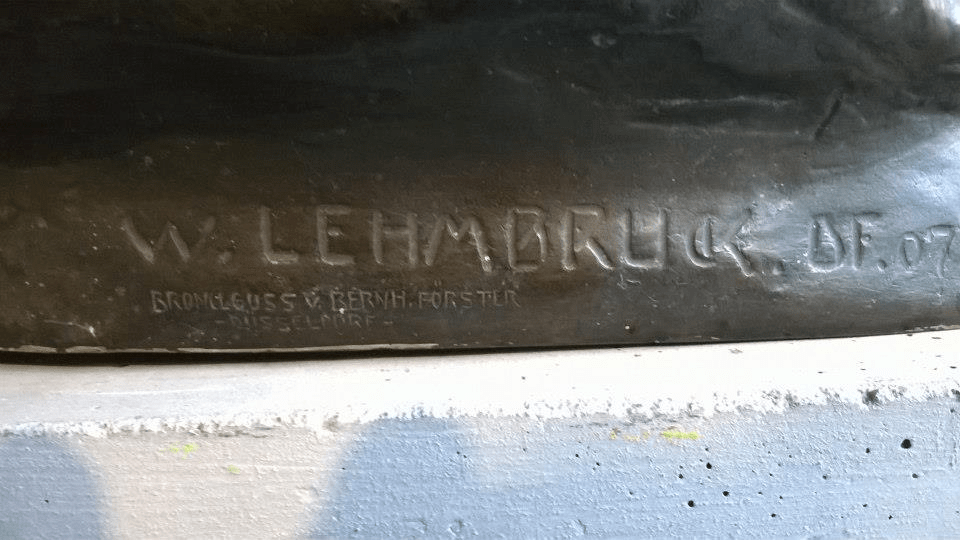 W. LEHMBRUCK. DF. 07
BRONCEGUSS V. BERNH. FÖRSTER
- DÜSSELDORF -